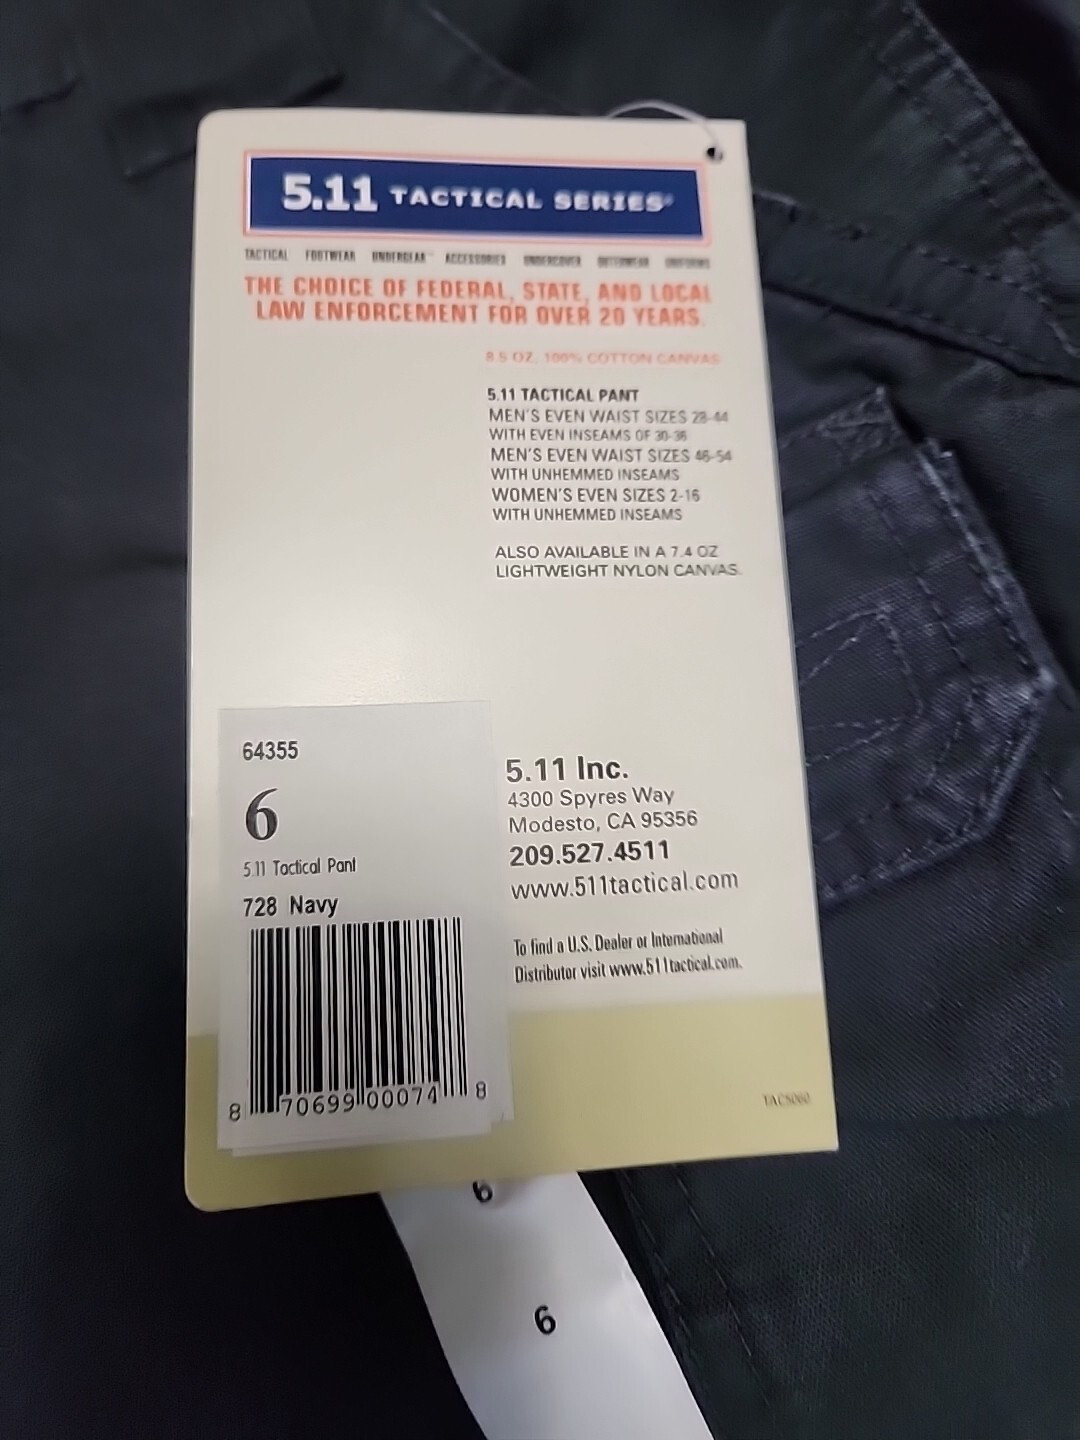 5.11 TACTICAL SERIES®
TACTICAL FOOTWEAR UNDERGEAR™ ACCESSORIES UNDERCOVER OUTERWEAR UNIFORMS
THE CHOICE OF FEDERAL, STATE, AND LOCAL
LAW ENFORCEMENT FOR OVER 20 YEARS.
8.5 OZ. 100% COTTON CANVAS
5.11 TACTICAL PANT
MEN'S EVEN WAIST SIZES 28-44
WITH EVEN INSEAMS OF 30-36
MEN'S EVEN WAIST SIZES 46-54
WITH UNHEMMED INSEAMS
WOMEN'S EVEN SIZES 2-16
WITH UNHEMMED INSEAMS
ALSO AVAILABLE IN A 7.4 OZ
LIGHTWEIGHT NYLON CANVAS.
64355
6
5.11 Tactical Pant
728 Navy
8 70699 00074 8
5.11 Inc.
4300 Spyres Way
Modesto, CA 95356
209.527.4511
www.511tactical.com
To find a U.S. Dealer or International
Distributor visit www.511tactical.com.
TAC5060
6
6